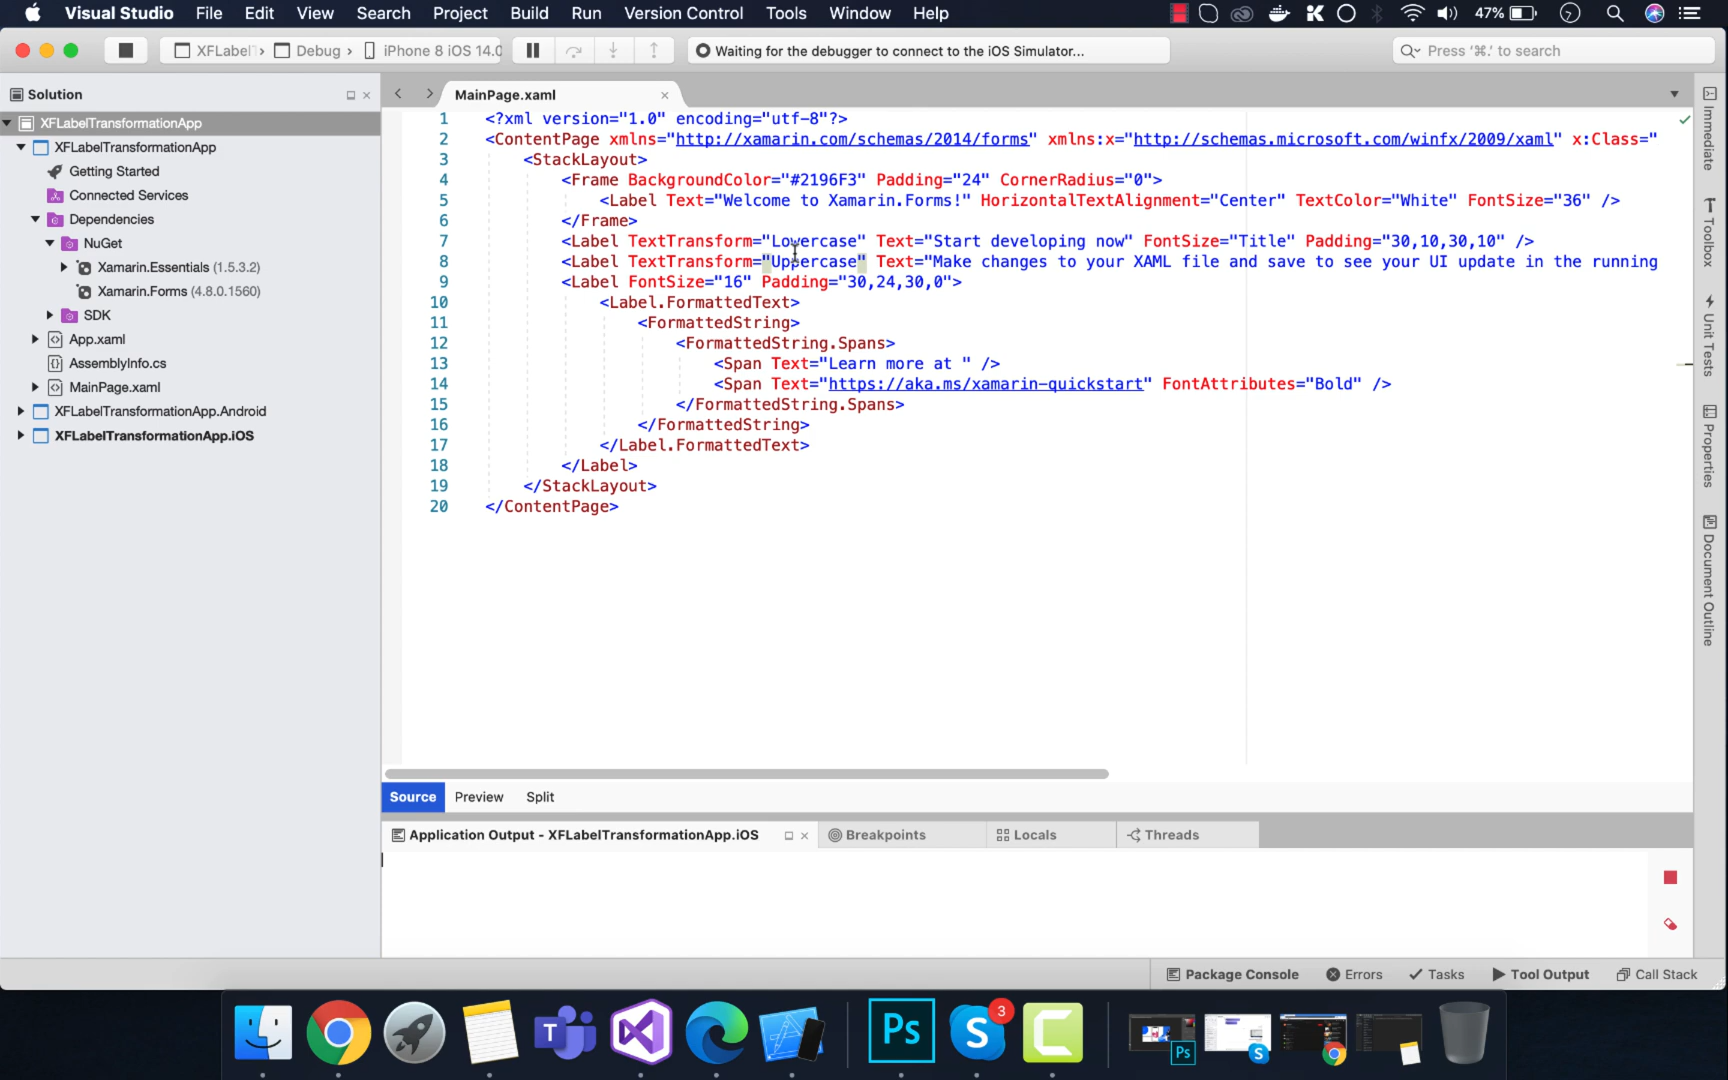 Visual Studio File Edit View Search Project Build Run Version Control Tools Window Help 47%
XFLabelT Debug iPhone 8 iOS 14.0 Waiting for the debugger to connect to the iOS Simulator... Press '⌘.' to search
Solution
XFLabelTransformationApp
XFLabelTransformationApp
Getting Started
Connected Services
Dependencies
NuGet
Xamarin.Essentials (1.5.3.2)
Xamarin.Forms (4.8.0.1560)
SDK
App.xaml
AssemblyInfo.cs
MainPage.xaml
XFLabelTransformationApp.Android
XFLabelTransformationApp.iOS
MainPage.xaml
1 <?xml version="1.0" encoding="utf-8"?>
2 <ContentPage xmlns="http://xamarin.com/schemas/2014/forms" xmlns:x="http://schemas.microsoft.com/winfx/2009/xaml" x:Class="
3 <StackLayout>
4 <Frame BackgroundColor="#2196F3" Padding="24" CornerRadius="0">
5 <Label Text="Welcome to Xamarin.Forms!" HorizontalTextAlignment="Center" TextColor="White" FontSize="36" />
6 </Frame>
7 <Label TextTransform="Lowercase" Text="Start developing now" FontSize="Title" Padding="30,10,30,10" />
8 <Label TextTransform="Uppercase" Text="Make changes to your XAML file and save to see your UI update in the running
9 <Label FontSize="16" Padding="30,24,30,0">
10 <Label.FormattedText>
11 <FormattedString>
12 <FormattedString.Spans>
13 <Span Text="Learn more at " />
14 <Span Text="https://aka.ms/xamarin-quickstart" FontAttributes="Bold" />
15 </FormattedString.Spans>
16 </FormattedString>
17 </Label.FormattedText>
18 </Label>
19 </StackLayout>
20 </ContentPage>
Immediate
Toolbox
Unit Tests
Properties
Document Outline
Source Preview Split
Application Output - XFLabelTransformationApp.iOS Breakpoints Locals Threads
Package Console Errors Tasks Tool Output Call Stack
T Ps S 3 C Ps S